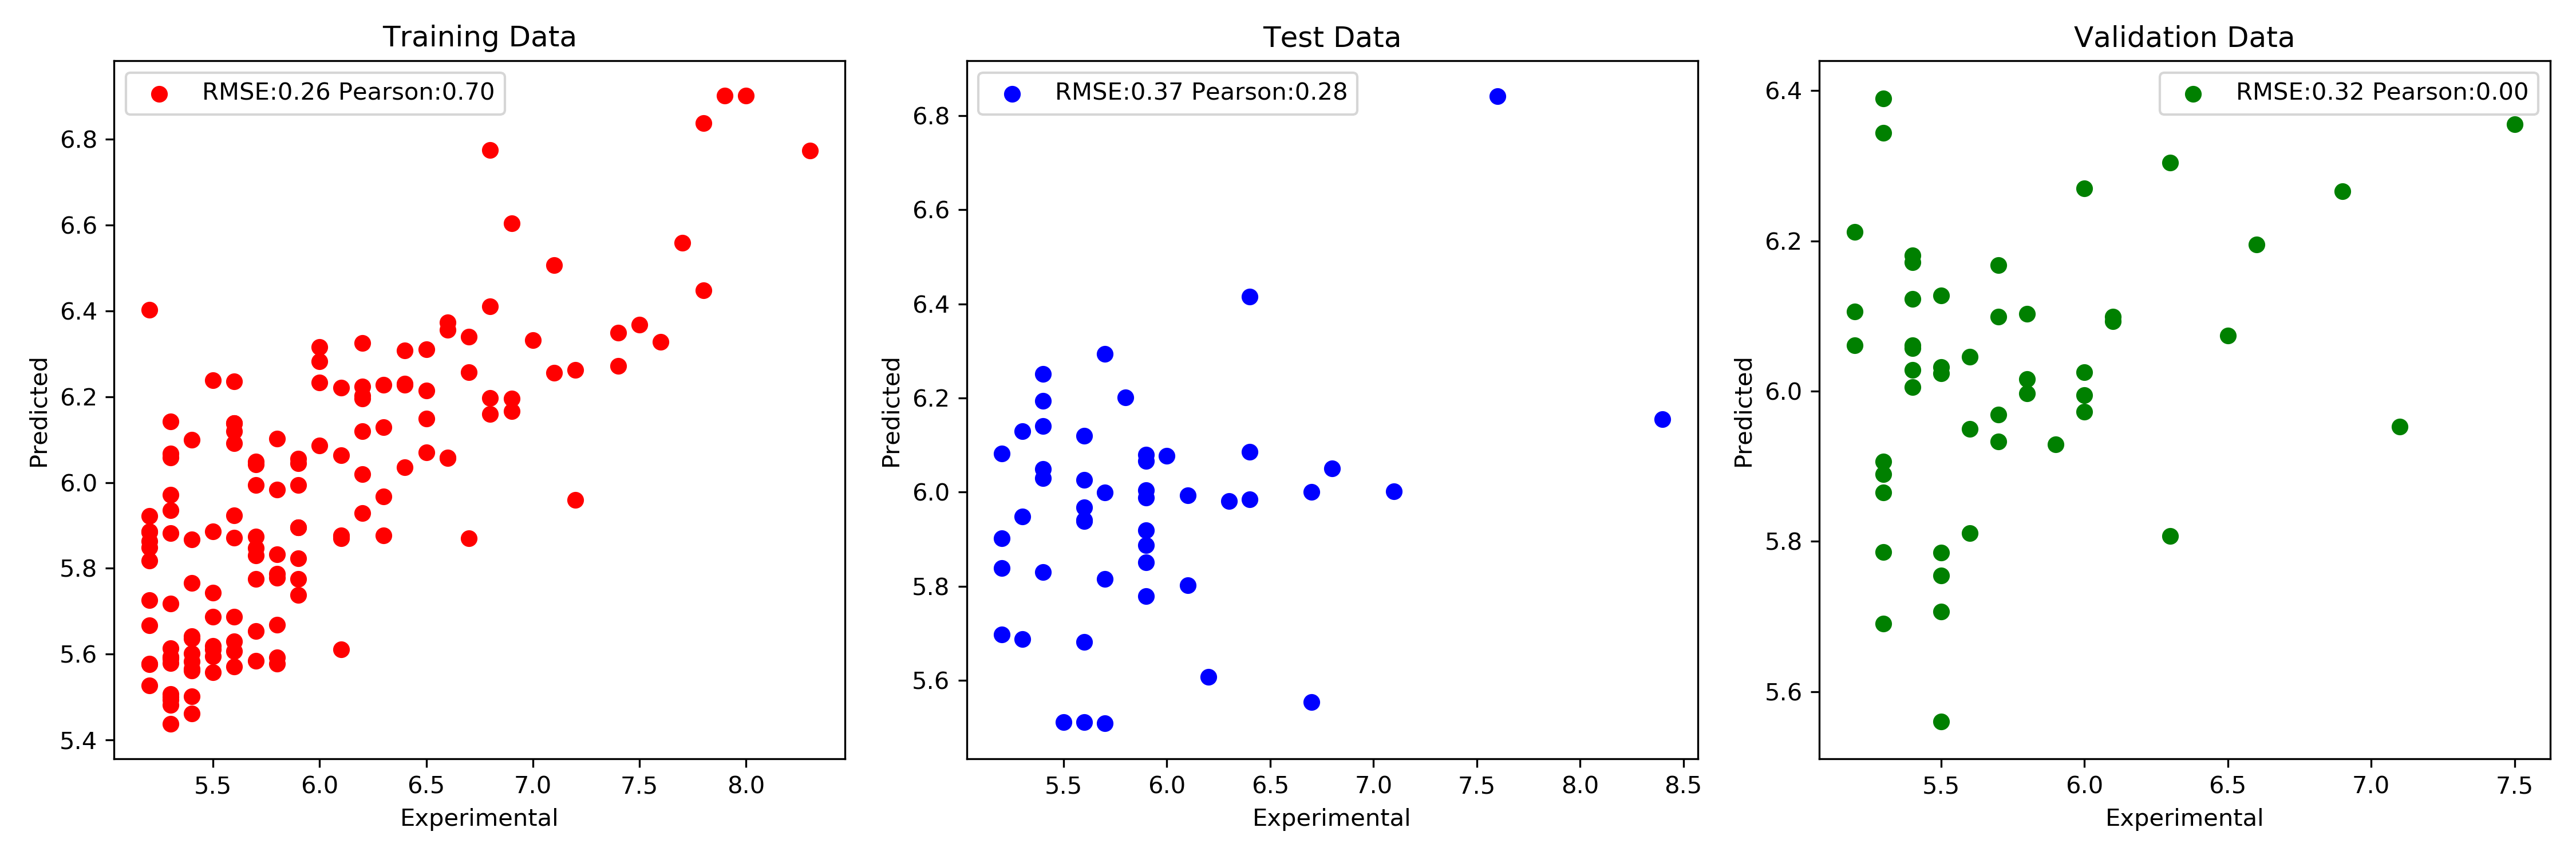 Training Data
RMSE:0.26 Pearson:0.70
6.8
6.6
6.4
6.2
6.0
5.8
5.6
5.4
Predicted
5.5 6.0 6.5 7.0 7.5 8.0
Experimental
Test Data
RMSE:0.37 Pearson:0.28
6.8
6.6
6.4
6.2
6.0
5.8
5.6
Predicted
5.5 6.0 6.5 7.0 7.5 8.0 8.5
Experimental
Validation Data
RMSE:0.32 Pearson:0.00
6.4
6.2
6.0
5.8
5.6
Predicted
5.5 6.0 6.5 7.0 7.5
Experimental